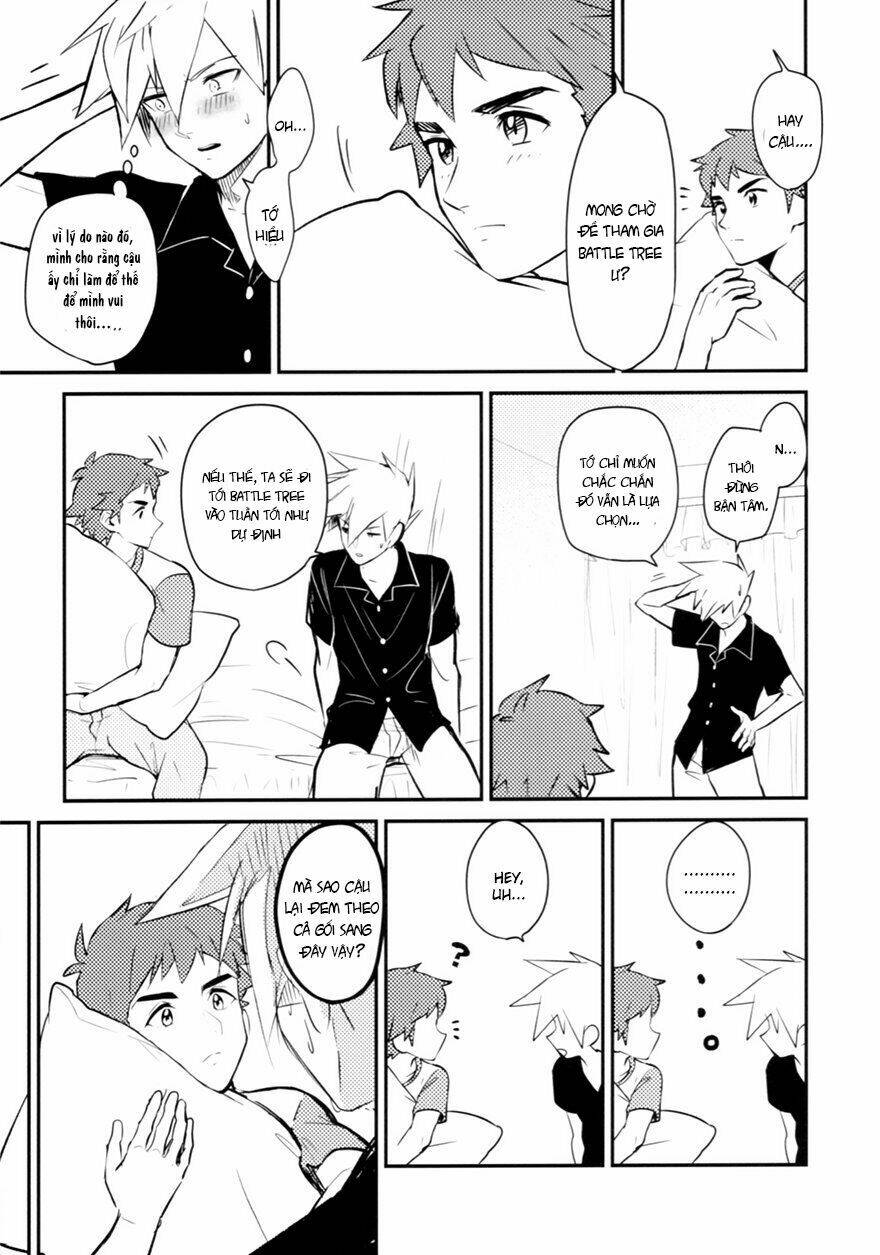 HAY
CẬU....
MONG CHỜ
ĐỂ THAM GIA
BATTLE TREE
Ư?
OH...
TỚ
HIỂU
vì lý do nào đó,
mình cho rằng cậu
ấy chỉ làm để thế
để mình vui
thôi.....
N...
THÔI
ĐỪNG
BẬN TÂM,
TỚ CHỈ MUỐN
CHẮC CHẮN
ĐÓ VẪN LÀ LỰA
CHỌN...
NẾU THẾ, TA SẼ ĐI
TỚI BATTLE TREE
VÀO TUẦN TỚI NHƯ
DỰ ĐỊNH
..........
..........
HEY,
UH...
?
MÀ SAO CẬU
LẠI ĐEM THEO
CẢ GỐI SANG
ĐÂY VẬY?